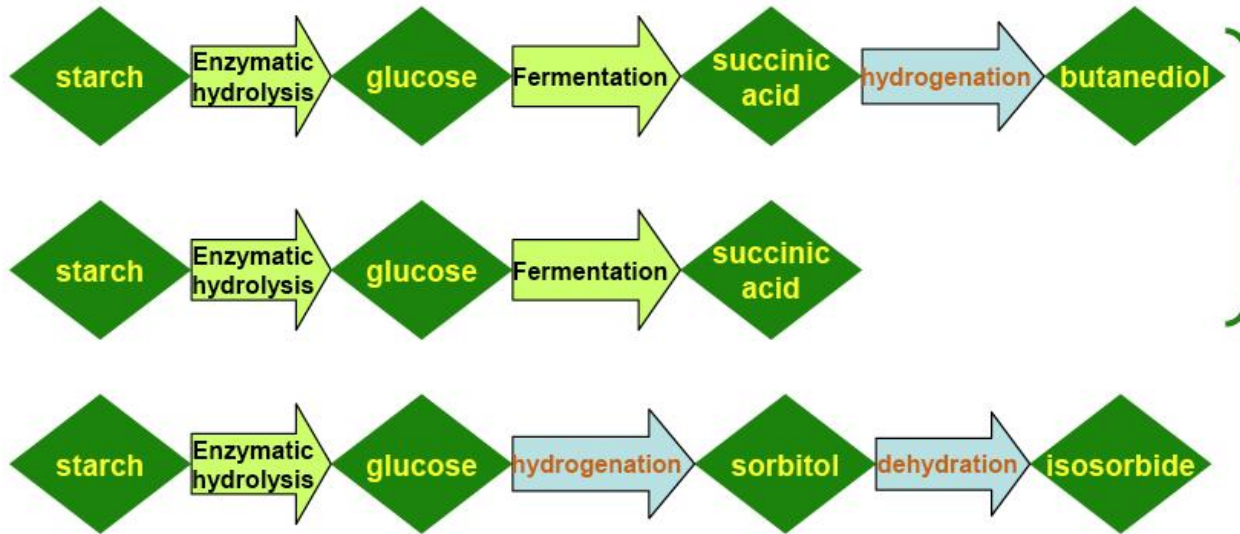 starch
Enzymatic
hydrolysis
glucose
Fermentation
succinic
acid
hydrogenation
butanediol
starch
Enzymatic
hydrolysis
glucose
Fermentation
succinic
acid
starch
Enzymatic
hydrolysis
glucose
hydrogenation
sorbitol
dehydration
isosorbide